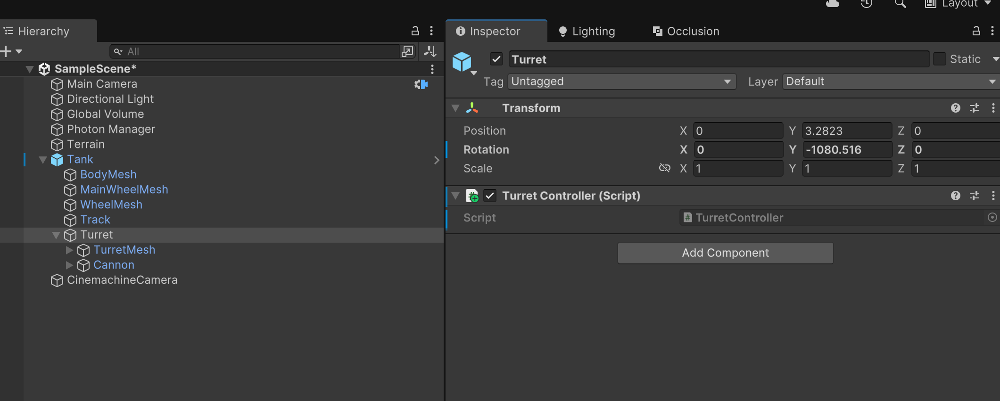 Layout
Hierarchy
All
SampleScene*
Main Camera
Directional Light
Global Volume
Photon Manager
Terrain
Tank
BodyMesh
MainWheelMesh
WheelMesh
Track
Turret
TurretMesh
Cannon
CinemachineCamera
Inspector Lighting Occlusion
Turret Static
Tag Untagged Layer Default
Transform
Position X 0 Y 3.2823 Z 0
Rotation X 0 Y -1080.516 Z 0
Scale X 1 Y 1 Z 1
# Turret Controller (Script)
Script # TurretController
Add Component